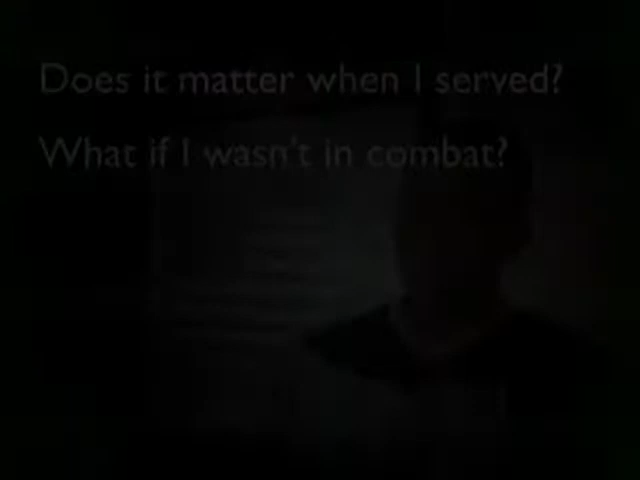 Does it matter when I served?
What if I wasn't in combat?